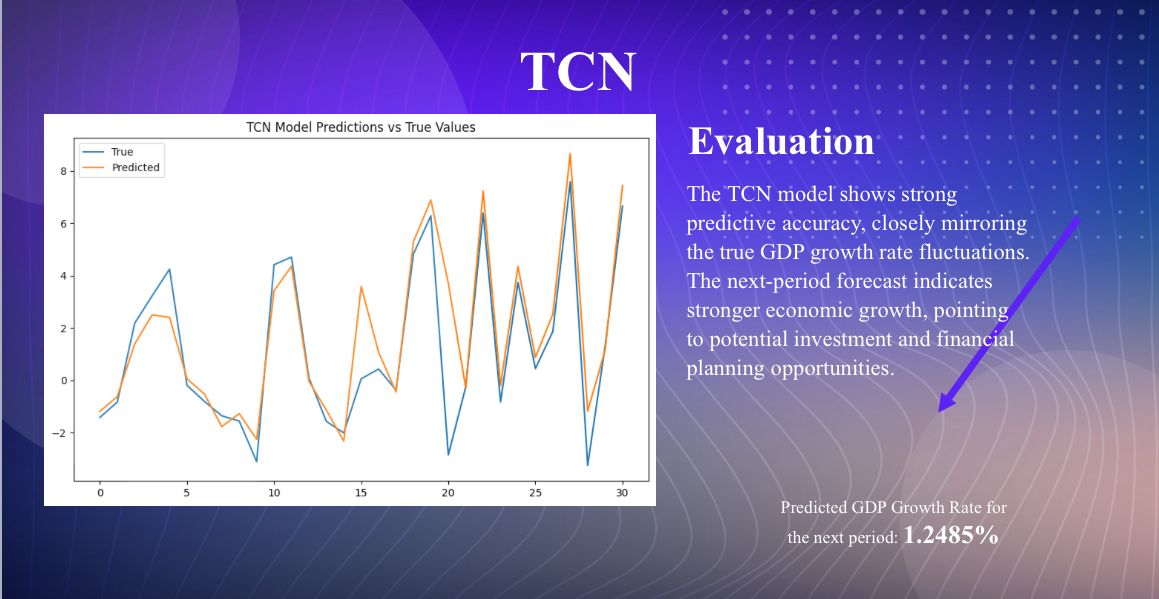 TCN
TCN Model Predictions vs True Values
True
Predicted
8
6
4
2
0
−2
0 5 10 15 20 25 30
Evaluation
The TCN model shows strong
predictive accuracy, closely mirroring
the true GDP growth rate fluctuations.
The next-period forecast indicates
stronger economic growth, pointing
to potential investment and financial
planning opportunities.
Predicted GDP Growth Rate for
the next period: 1.2485%